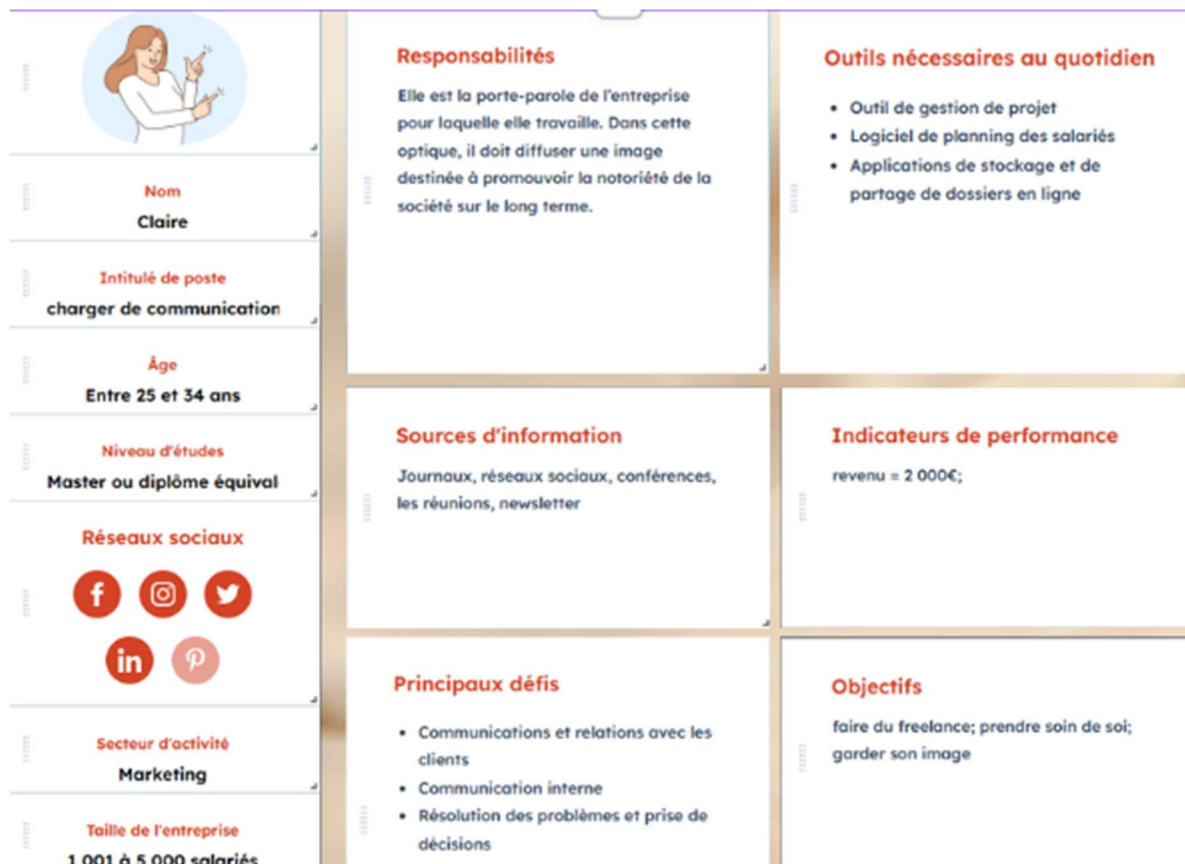 Nom
Claire
Intitulé de poste
charger de communication
Âge
Entre 25 et 34 ans
Niveau d'études
Master ou diplôme équival
Réseaux sociaux
Secteur d'activité
Marketing
Taille de l'entreprise
1 001 à 5 000 salariés
Responsabilités
Elle est la porte-parole de l'entreprise
pour laquelle elle travaille. Dans cette
optique, il doit diffuser une image
destinée à promouvoir la notoriété de la
société sur le long terme.
Outils nécessaires au quotidien
• Outil de gestion de projet
• Logiciel de planning des salariés
• Applications de stockage et de
partage de dossiers en ligne
Sources d'information
Journaux, réseaux sociaux, conférences,
les réunions, newsletter
Indicateurs de performance
revenu = 2 000€;
Principaux défis
• Communications et relations avec les
clients
• Communication interne
• Résolution des problèmes et prise de
décisions
Objectifs
faire du freelance; prendre soin de soi;
garder son image